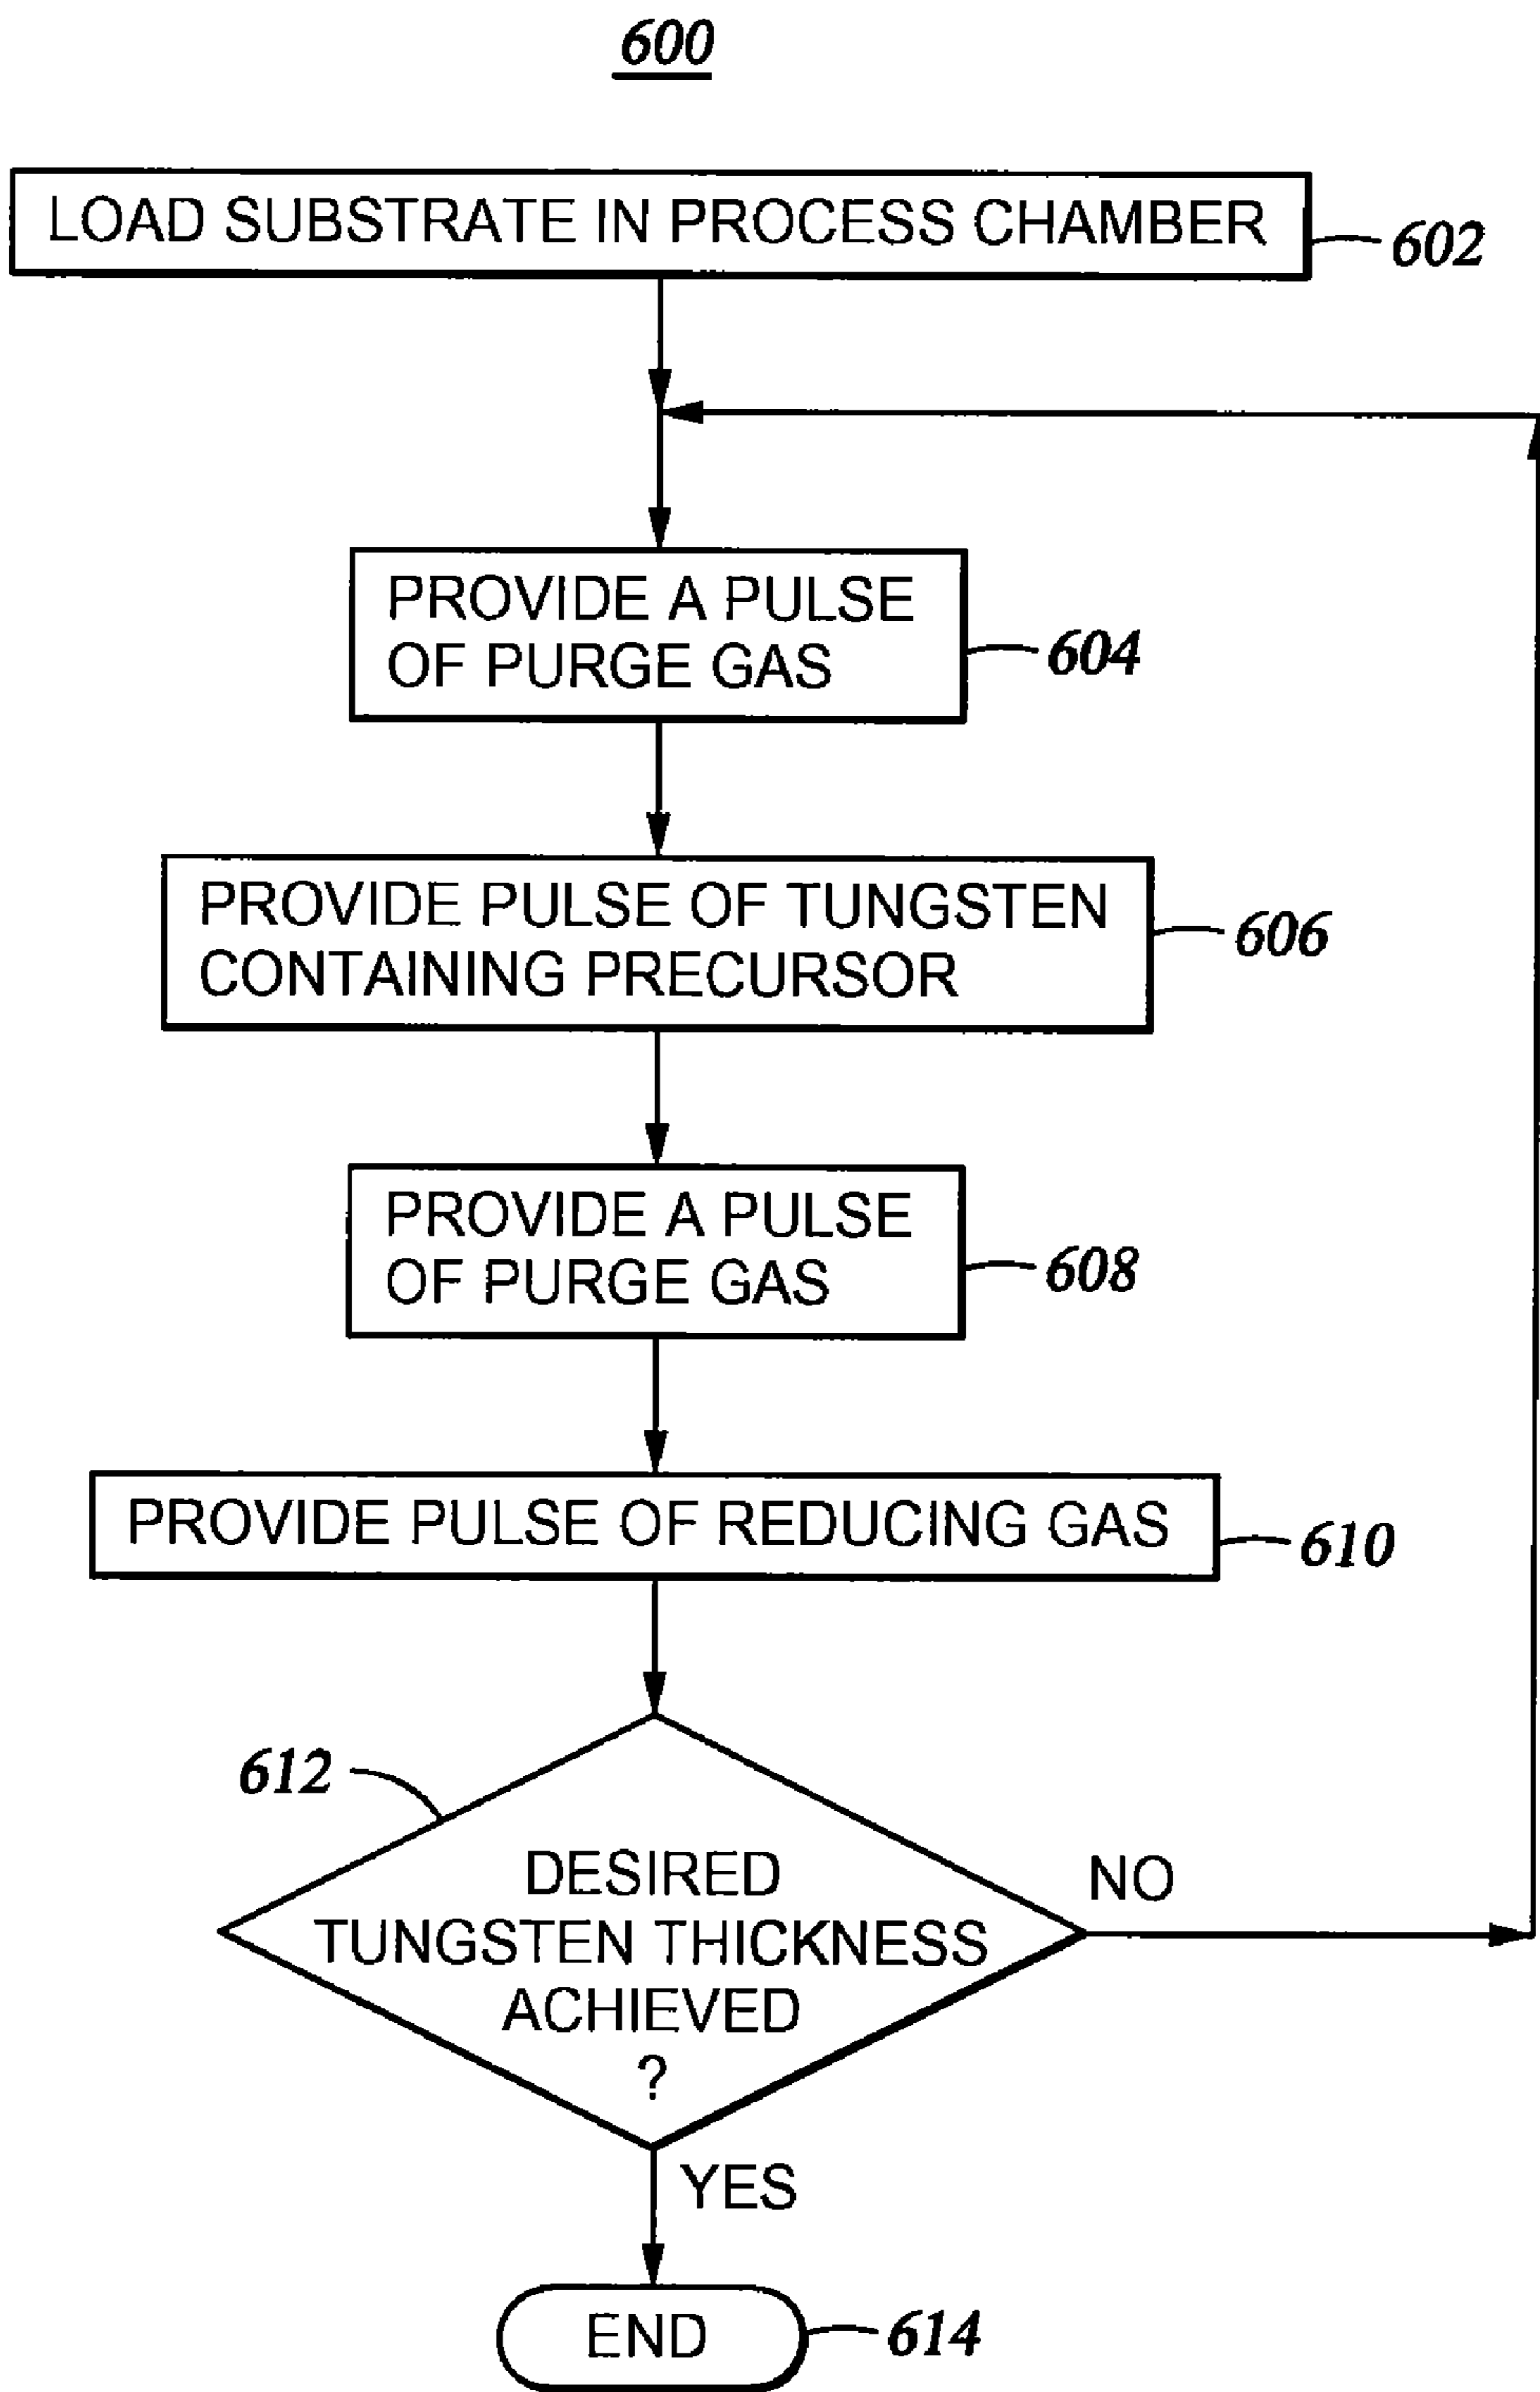 600
LOAD SUBSTRATE IN PROCESS CHAMBER
602
PROVIDE A PULSE
OF PURGE GAS
604
PROVIDE PULSE OF TUNGSTEN
CONTAINING PRECURSOR
606
PROVIDE A PULSE
OF PURGE GAS
608
PROVIDE PULSE OF REDUCING GAS
610
612
DESIRED
TUNGSTEN THICKNESS
ACHIEVED
?
NO
YES
END
614